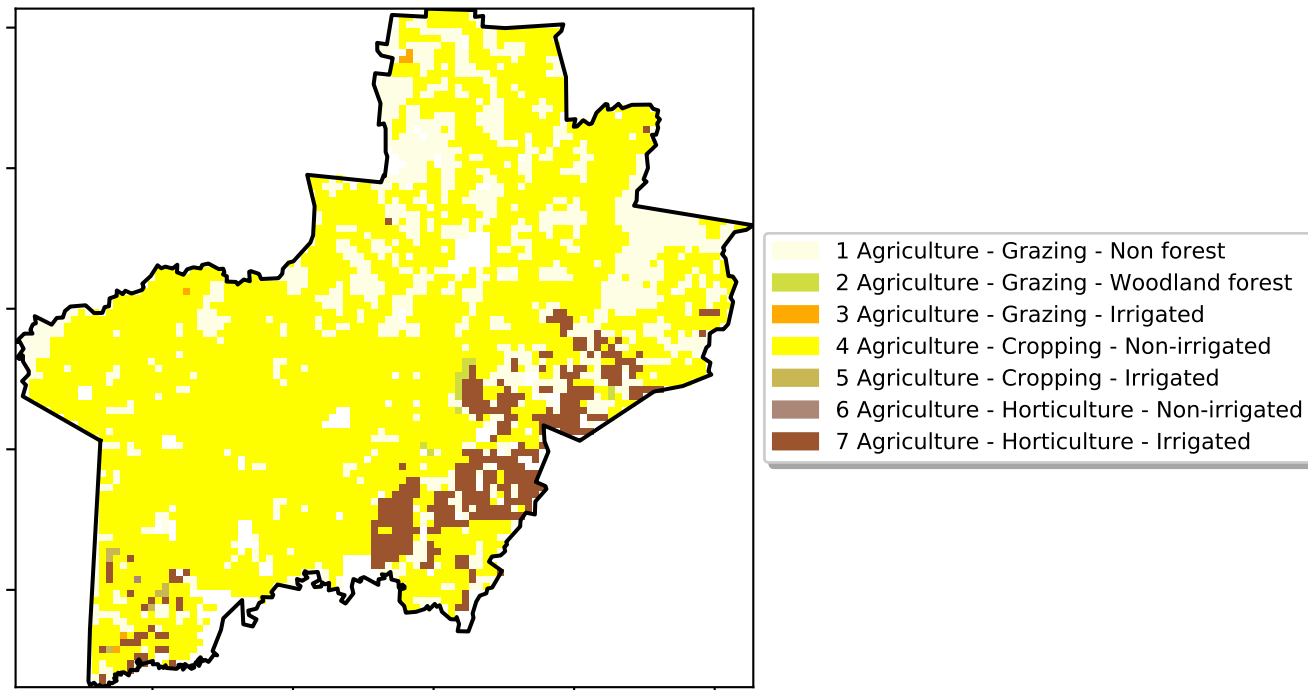 1 Agriculture - Grazing - Non forest
2 Agriculture - Grazing - Woodland forest
3 Agriculture - Grazing - Irrigated
4 Agriculture - Cropping - Non-irrigated
5 Agriculture - Cropping - Irrigated
6 Agriculture - Horticulture - Non-irrigated
7 Agriculture - Horticulture - Irrigated